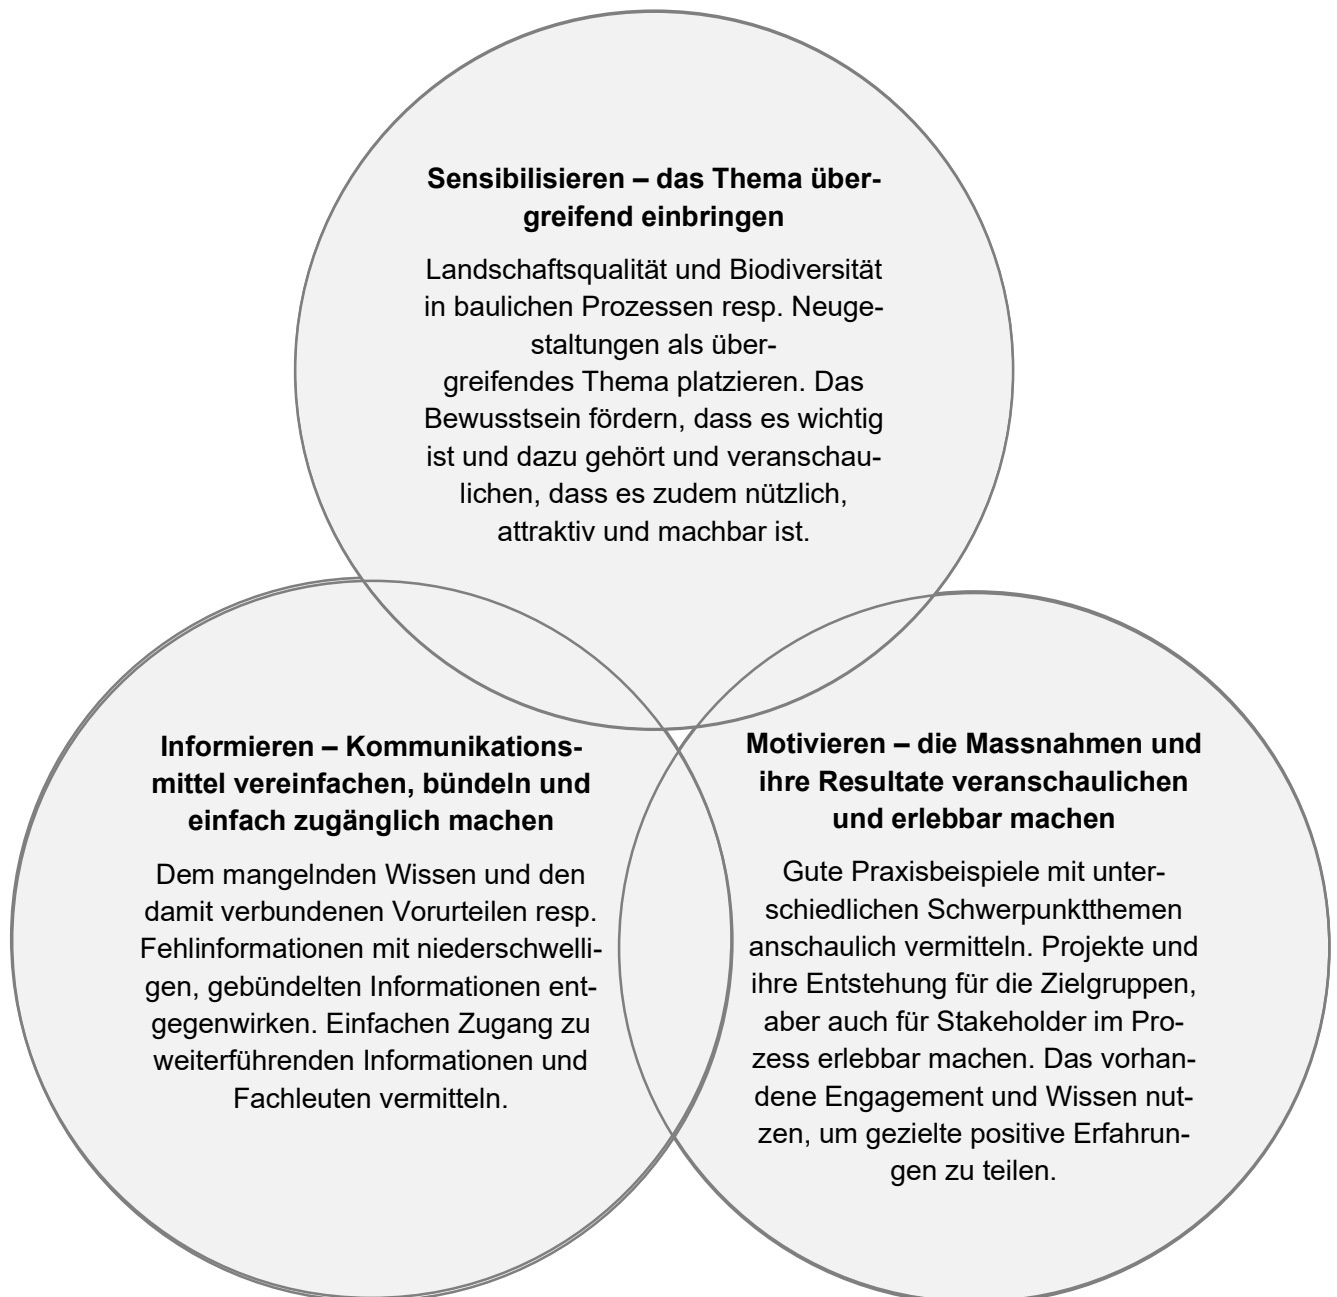 Sensibilisieren – das Thema über-
greifend einbringen
Landschaftsqualität und Biodiversität
in baulichen Prozessen resp. Neuge-
staltungen als über-
greifendes Thema platzieren. Das
Bewusstsein fördern, dass es wichtig
ist und dazu gehört und veranschau-
lichen, dass es zudem nützlich,
attraktiv und machbar ist.
Informieren – Kommunikations-
mittel vereinfachen, bündeln und
einfach zugänglich machen
Dem mangelnden Wissen und den
damit verbundenen Vorurteilen resp.
Fehlinformationen mit niederschwelli-
gen, gebündelten Informationen ent-
gegenwirken. Einfachen Zugang zu
weiterführenden Informationen und
Fachleuten vermitteln.
Motivieren – die Massnahmen und
ihre Resultate veranschaulichen
und erlebbar machen
Gute Praxisbeispiele mit unter-
schiedlichen Schwerpunktthemen
anschaulich vermitteln. Projekte und
ihre Entstehung für die Zielgruppen,
aber auch für Stakeholder im Pro-
zess erlebbar machen. Das vorhan-
dene Engagement und Wissen nut-
zen, um gezielte positive Erfahrun-
gen zu teilen.